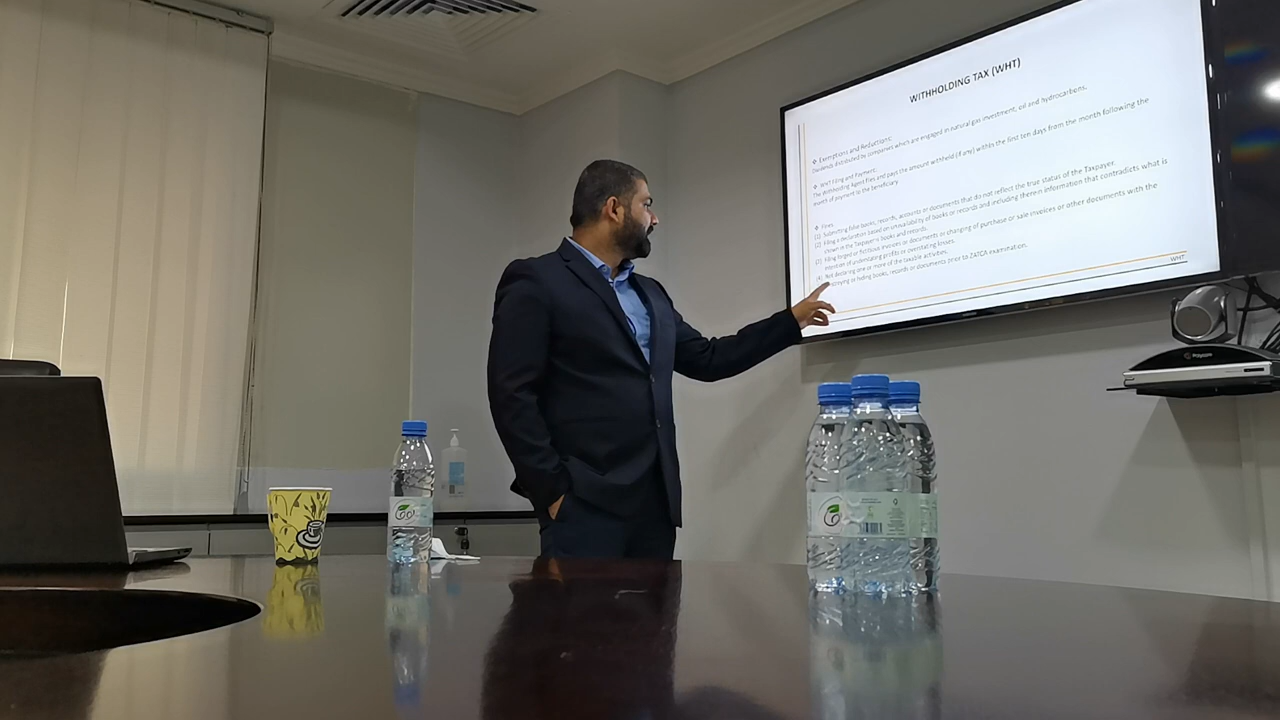 WITHHOLDING TAX (WHT)
❖ Exemptions and Reductions:
Dividends distributed by companies which are engaged in natural gas investment, oil and hydrocarbons.
❖ WHT Filing and Payment:
The Withholding Agent files and pays the amount withheld (if any) within the first ten days from the month following the
month of payment to the beneficiary.
❖ Fines
(1) Submitting false books, records, accounts or documents that do not reflect the true status of the Taxpayer.
(2) Filing a declaration based on unavailability of books or records and including therein information that contradicts what is
shown in the Taxpayer's books and records.
(3) Filing forged or fictitious invoices or documents or changing of purchase or sale invoices or other documents with the
intention of undervaluing profits or overstating losses.
(4) Not declaring one or more of the taxable activities.
or hiding books, records or documents prior to ZATCA examination.
WHT
Polycom